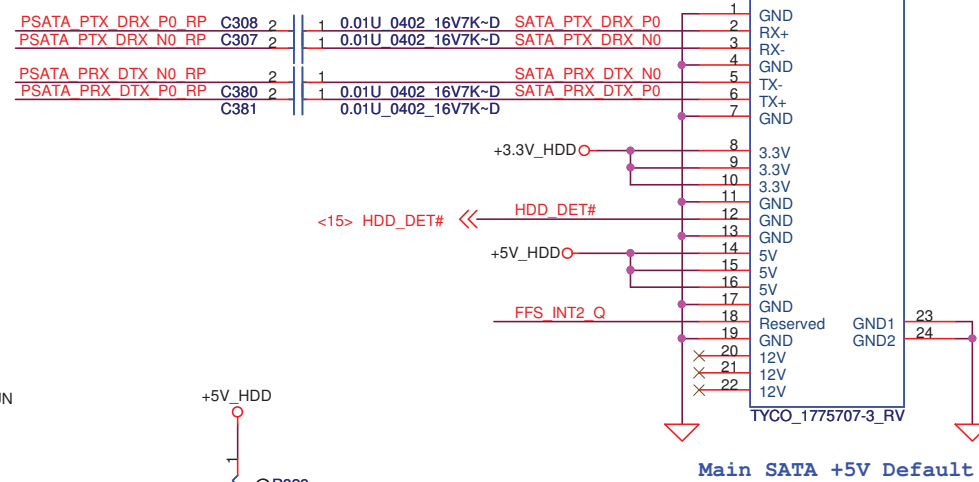 PSATA_PTX_DRX_P0_RP C308 2 1 0.01U_0402_16V7K~D SATA_PTX_DRX_P0
PSATA_PTX_DRX_N0_RP C307 2 1 0.01U_0402_16V7K~D SATA_PTX_DRX_N0
PSATA_PRX_DTX_N0_RP 2 1 SATA_PRX_DTX_N0
PSATA_PRX_DTX_P0_RP C380 2 1 0.01U_0402_16V7K~D SATA_PRX_DTX_P0
C381 0.01U_0402_16V7K~D
1 GND
2 RX+
3 RX-
4 GND
5 TX-
6 TX+
7 GND
+3.3V_HDD 8 3.3V
9 3.3V
10 3.3V
11 GND
<15> HDD_DET# HDD_DET# 12 GND
13 GND
+5V_HDD 14 5V
15 5V
16 5V
17 GND
FFS_INT2_Q 18 Reserved GND1 23
19 GND GND2 24
20 12V
21 12V
22 12V
TYCO_1775707-3_RV
+5V_HDD
1
Main SATA +5V Default